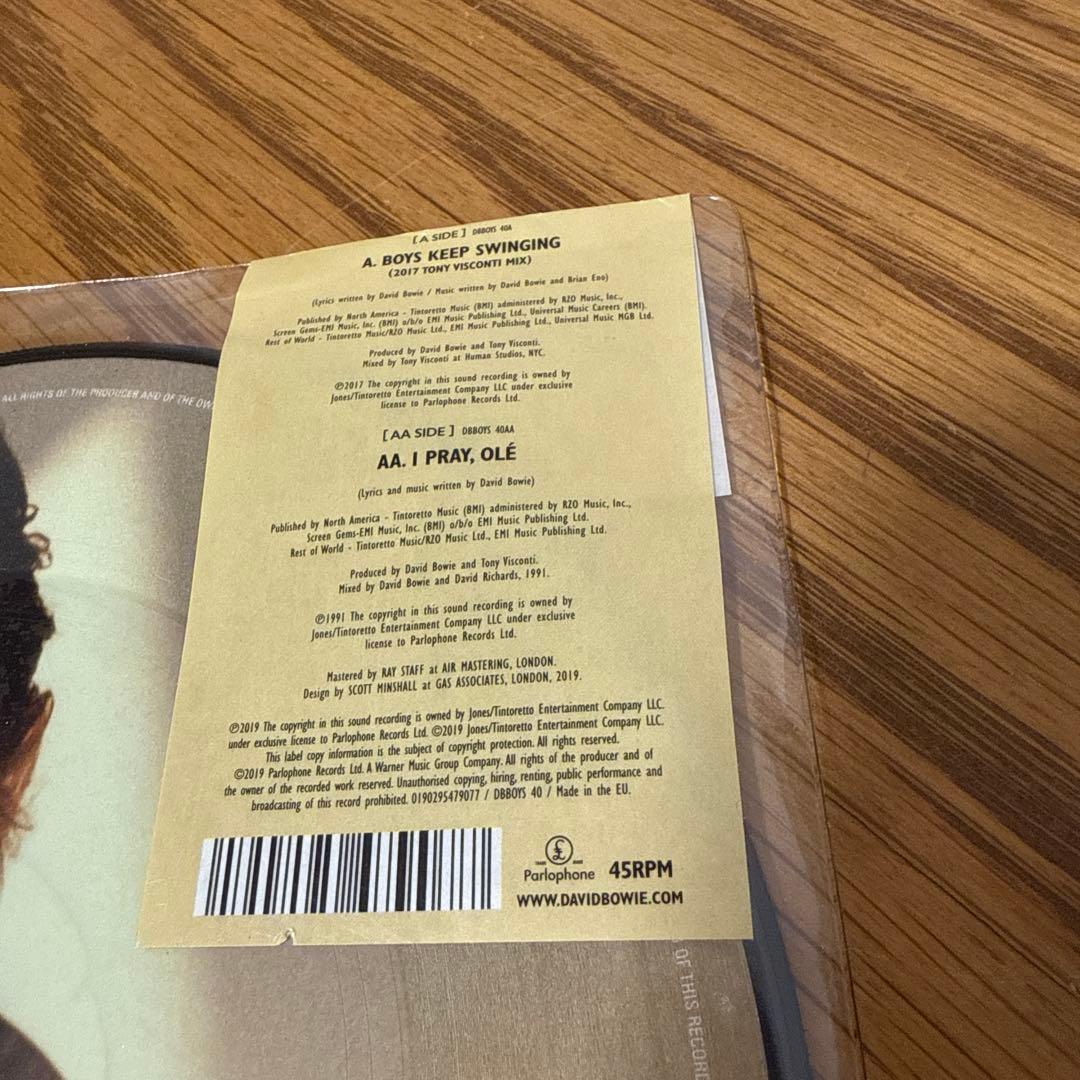 [ A SIDE ] DBBOYS 40A
A. BOYS KEEP SWINGING
(2017 TONY VISCONTI MIX)
(Lyrics written by David Bowie / Music written by David Bowie and Brian Eno)
Published by North America - Tintoretto Music (BMI) administered by RZO Music, Inc.,
Screen Gems-EMI Music, Inc. (BMI) o/b/o EMI Music Publishing Ltd., Universal Music Careers (BMI).
Rest of World - Tintoretto Music/RZO Music Ltd., EMI Music Publishing Ltd., Universal Music MGB Ltd.
Produced by David Bowie and Tony Visconti.
Mixed by Tony Visconti at Human Studios, NYC.
℗2017 The copyright in this sound recording is owned by
Jones/Tintoretto Entertainment Company LLC under exclusive
license to Parlophone Records Ltd.
[ AA SIDE ] DBBOYS 40AA
AA. I PRAY, OLÉ
(Lyrics and music written by David Bowie)
Published by North America - Tintoretto Music (BMI) administered by RZO Music, Inc.,
Screen Gems-EMI Music, Inc. (BMI) o/b/o EMI Music Publishing Ltd.
Rest of World - Tintoretto Music/RZO Music Ltd., EMI Music Publishing Ltd.
Produced by David Bowie and Tony Visconti.
Mixed by David Bowie and David Richards, 1991.
℗1991 The copyright in this sound recording is owned by
Jones/Tintoretto Entertainment Company LLC under exclusive
license to Parlophone Records Ltd.
Mastered by RAY STAFF at AIR MASTERING, LONDON.
Design by SCOTT MINSHALL at GAS ASSOCIATES, LONDON, 2019.
℗2019 The copyright in this sound recording is owned by Jones/Tintoretto Entertainment Company LLC.
under exclusive license to Parlophone Records Ltd. ©2019 Jones/Tintoretto Entertainment Company LLC.
This label copy information is the subject of copyright protection. All rights reserved.
©2019 Parlophone Records Ltd. A Warner Music Group Company. All rights of the producer and of
the owner of the recorded work reserved. Unauthorised copying, hiring, renting, public performance and
broadcasting of this record prohibited. 0190295479077 / DBBOYS 40 / Made in the EU.
TRADE £ MARK
Parlophone 45RPM
WWW.DAVIDBOWIE.COM
ALL RIGHTS OF THE PRODUCER AND OF THE OW
OF THIS RECORD